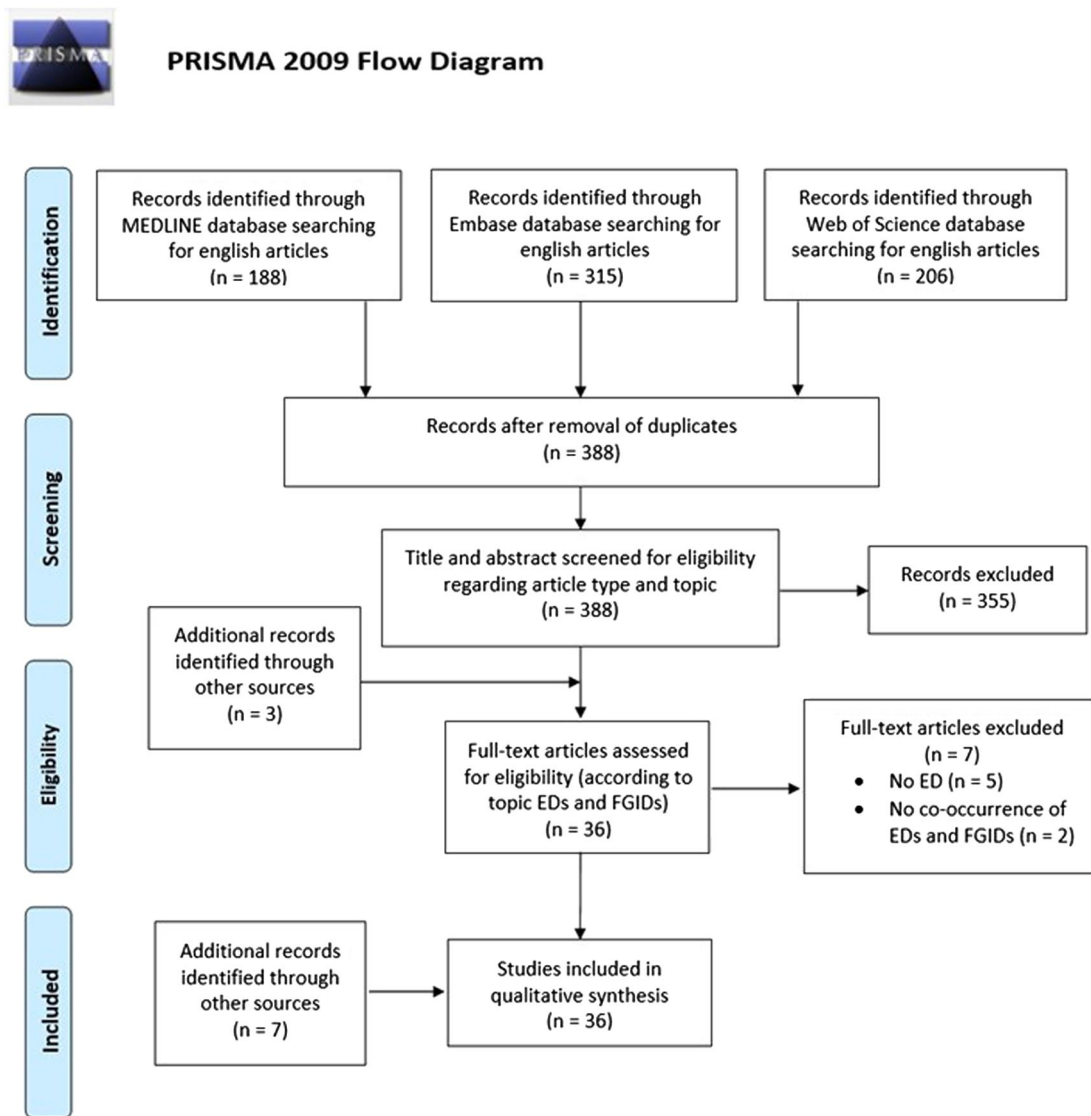 PRISMA
PRISMA 2009 Flow Diagram
Identification
Records identified through
MEDLINE database searching
for english articles
(n = 188)
Records identified through
Embase database searching for
english articles
(n = 315)
Records identified through
Web of Science database
searching for english articles
(n = 206)
Records after removal of duplicates
(n = 388)
Screening
Title and abstract screened for eligibility
regarding article type and topic
(n = 388)
Records excluded
(n = 355)
Additional records
identified through
other sources
(n = 3)
Eligibility
Full-text articles assessed
for eligibility (according to
topic EDs and FGIDs)
(n = 36)
Full-text articles excluded
(n = 7)
• No ED (n = 5)
• No co-occurrence of
EDs and FGIDs (n = 2)
Included
Additional records
identified through
other sources
(n = 7)
Studies included in
qualitative synthesis
(n = 36)